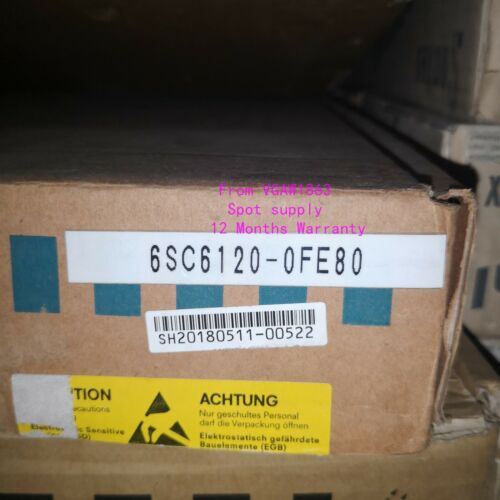 From VGAW1863
Spot supply
12 Months Warranty
6SC6120-0FE80
SH20180511-00522
ACHTUNG
Nur geschultes Personal
darf die Verpackung öffnen
Elektrostatisch gefährdete
Bauelemente (EGB)